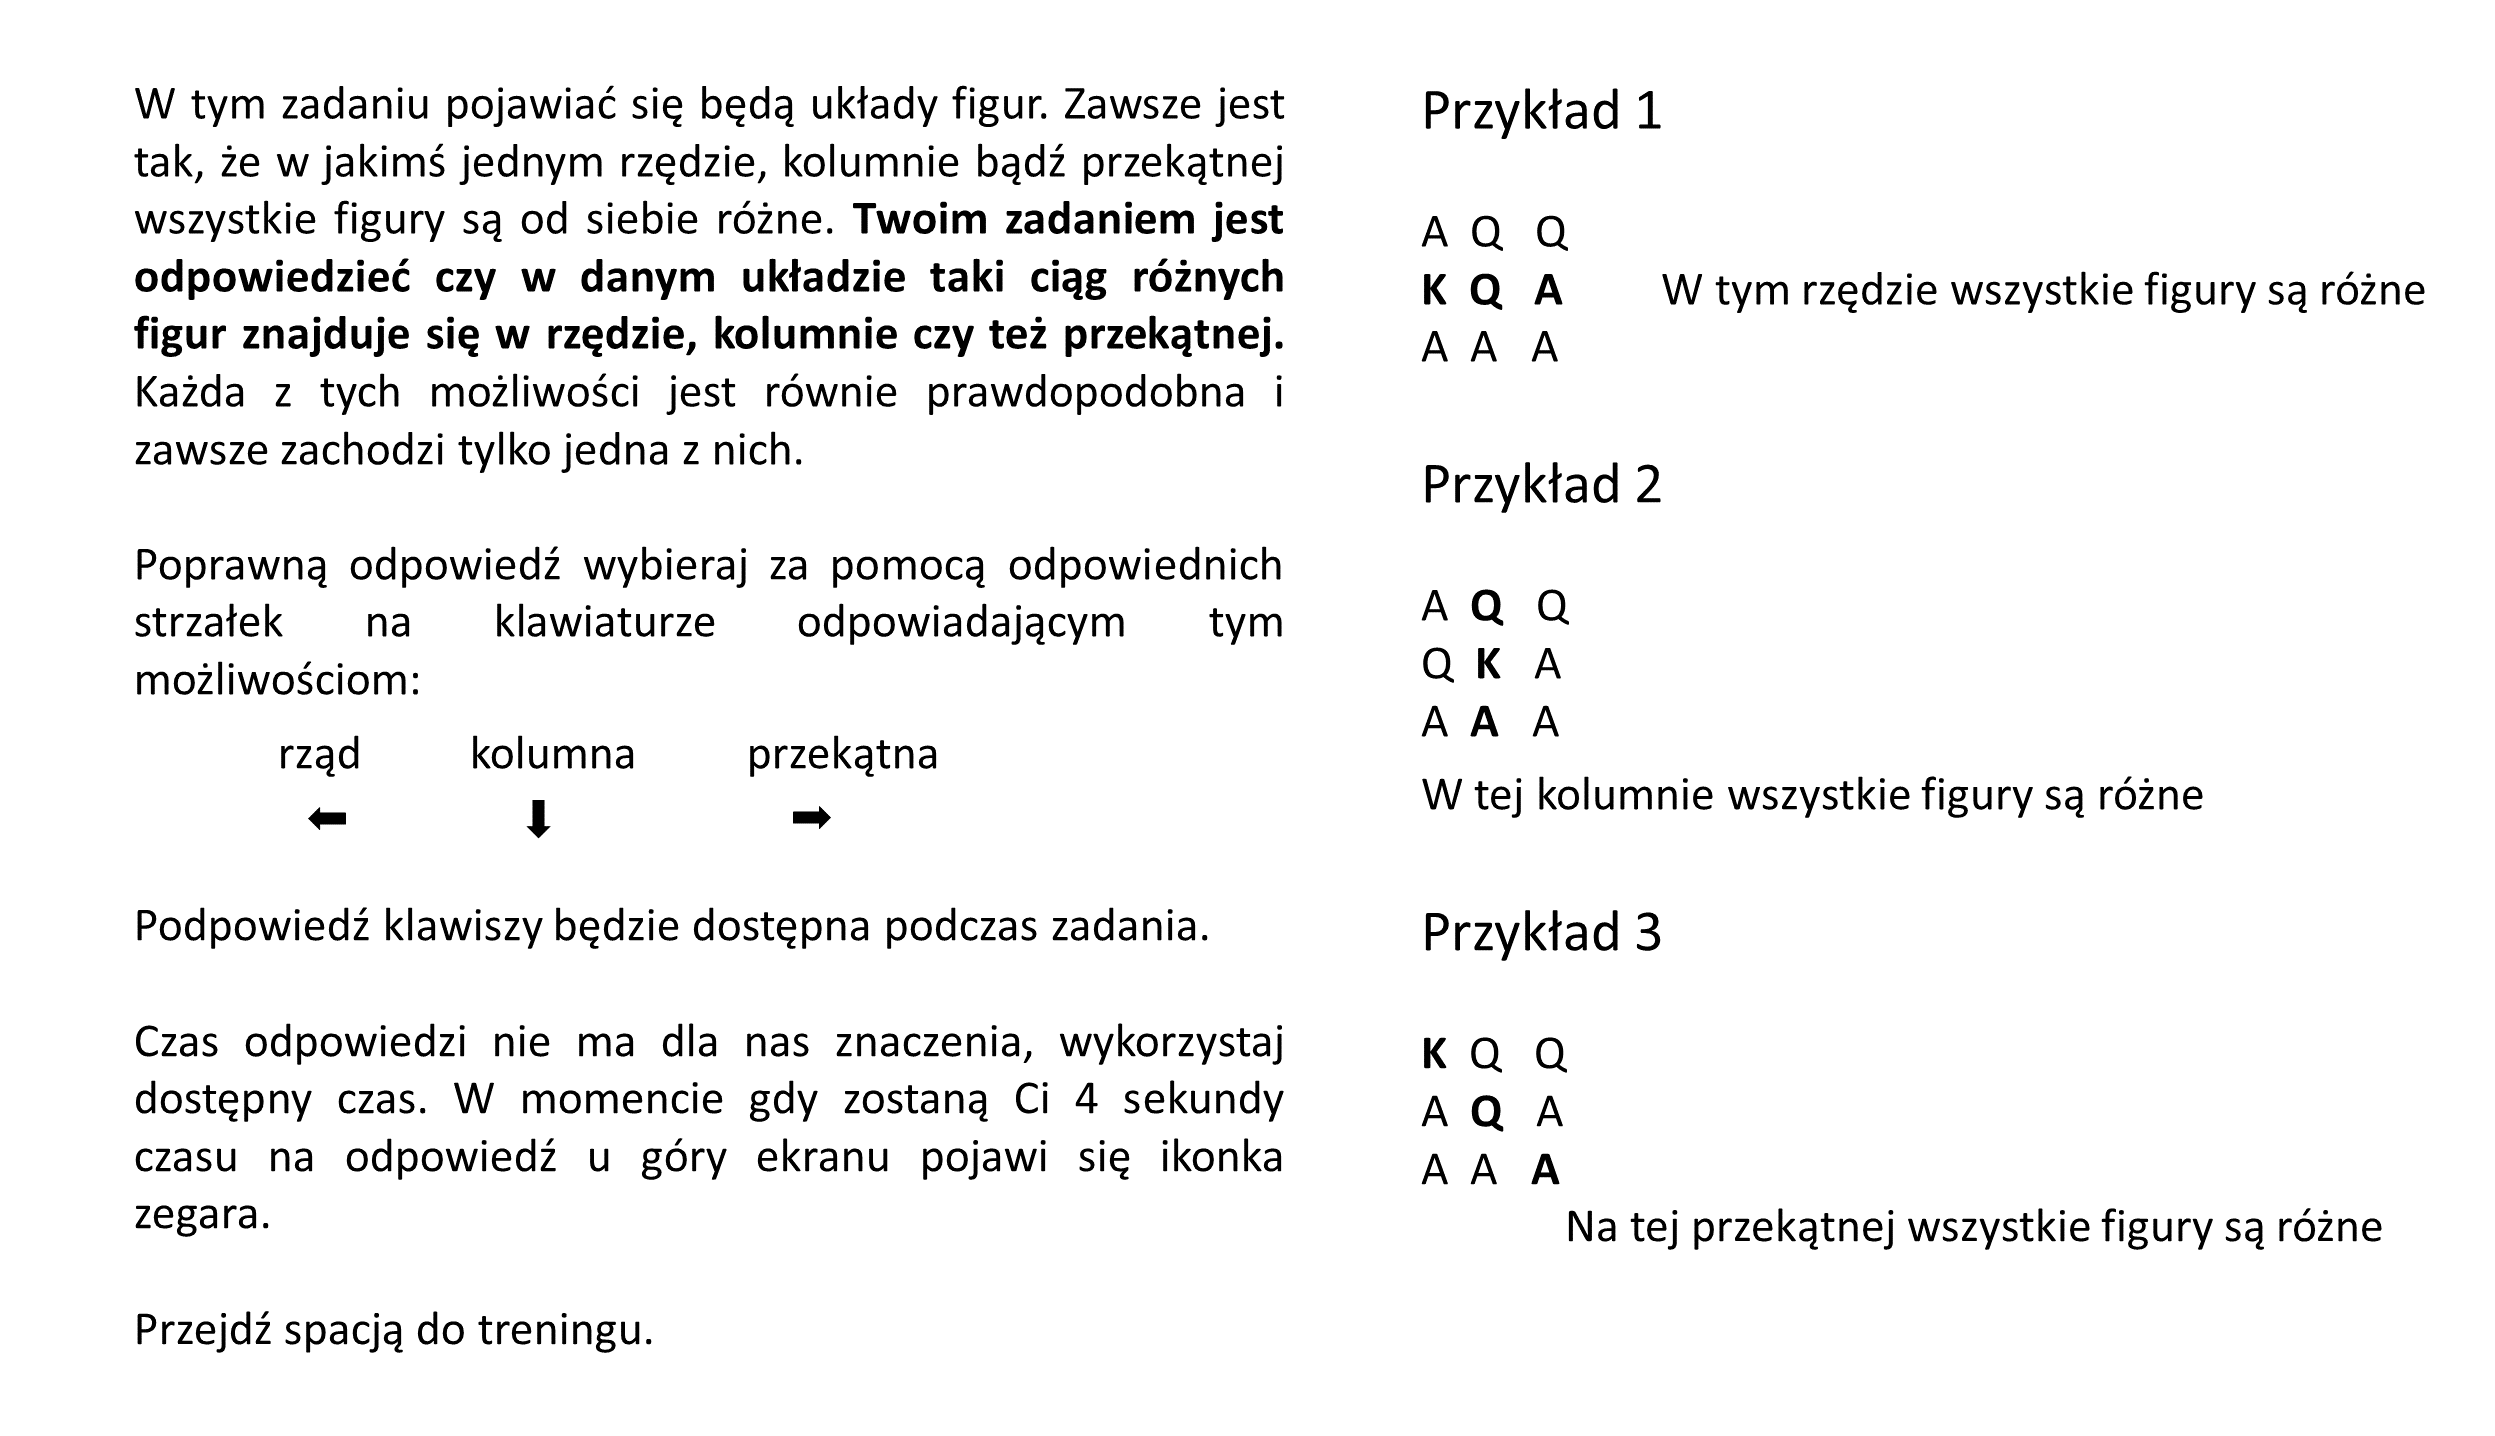 W tym zadaniu pojawiać się beda układy figur. Zawsze jest
tak, że w jakimś jednym rzędzie, kolumnie bądź przekątnej
wszystkie figury są od siebie różne. Twoim zadaniem jest
odpowiedzieć czy w danym układzie taki ciąg różnych
figur znajduje się w rzędzie, kolumnie czy też przekątnej.
Każda z tych możliwości jest równie prawdopodobna i
zawsze zachodzi tylko jedna z nich.
Poprawną odpowiedź wybieraj za pomocą odpowiednich
strzałek na klawiaturze odpowiadającym tym
możliwościom:
rząd kolumna przekątna
Podpowiedź klawiszy będzie dostępna podczas zadania.
Czas odpowiedzi nie ma dla nas znaczenia, wykorzystaj
dostępny czas. W momencie gdy zostaną Ci 4 sekundy
czasu na odpowiedź u góry ekranu pojawi się ikonka
zegara.
Przejdź spacją do treningu.
Przykład 1
A Q Q
K Q A W tym rzędzie wszystkie figury są różne
A A A
Przykład 2
A Q Q
Q K A
A A A
W tej kolumnie wszystkie figury są różne
Przykład 3
K Q Q
A Q A
A A A
Na tej przekątnej wszystkie figury są różne